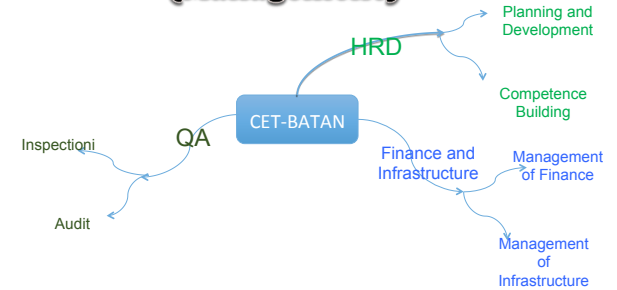 Planning and
Development
HRD
Competence
Building
CET-BATAN
QA
Inspectioni
Audit
Finance and
Infrastructure
Management
of Finance
Management
of
Infrastructure